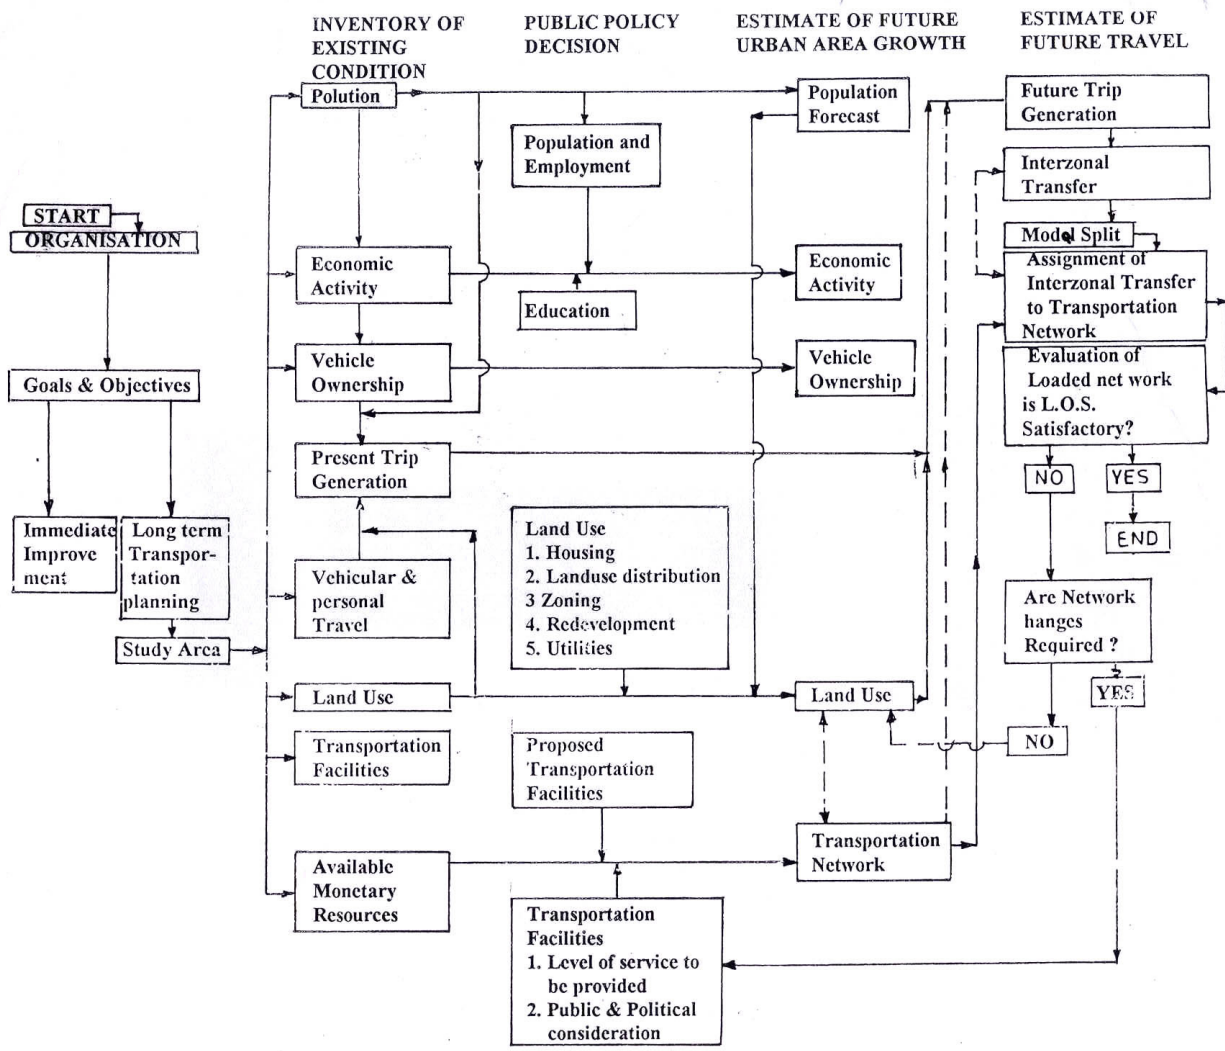 INVENTORY OF
EXISTING
CONDITION
PUBLIC POLICY
DECISION
ESTIMATE OF FUTURE
URBAN AREA GROWTH
ESTIMATE OF
FUTURE TRAVEL
START
ORGANISATION
Goals & Objectives
Immediate
Improve
ment
Long term
Transpor-
tation
planning
Study Area
Polution
Economic
Activity
Vehicle
Ownership
Present Trip
Generation
Vehicular &
personal
Travel
Land Use
Transportation
Facilities
Available
Monetary
Resources
Population and
Employment
Education
Land Use
1. Housing
2. Landuse distribution
3 Zoning
4. Redevelopment
5. Utilities
Proposed
Transportation
Facilities
Transportation
Facilities
1. Level of service to
be provided
2. Public & Political
consideration
Population
Forecast
Economic
Activity
Vehicle
Ownership
Land Use
Transportation
Network
Future Trip
Generation
Interzonal
Transfer
Model Split
Assignment of
Interzonal Transfer
to Transportation
Network
Evaluation of
Loaded net work
is L.O.S.
Satisfactory?
NO
YES
END
Are Network
hanges
Required ?
YES
NO